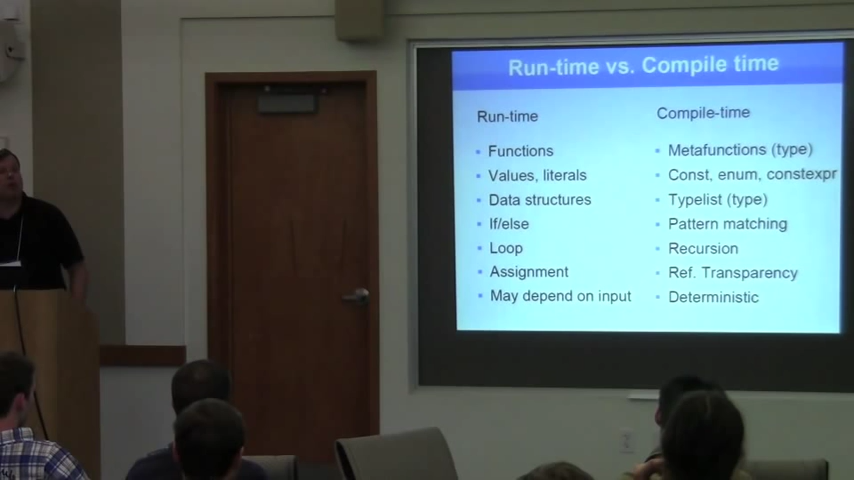 Run-time vs. Compile time
Run-time
• Functions
• Values, literals
• Data structures
• If/else
• Loop
• Assignment
• May depend on input
Compile-time
• Metafunctions (type)
• Const, enum, constexpr
• Typelist (type)
• Pattern matching
• Recursion
• Ref. Transparency
• Deterministic